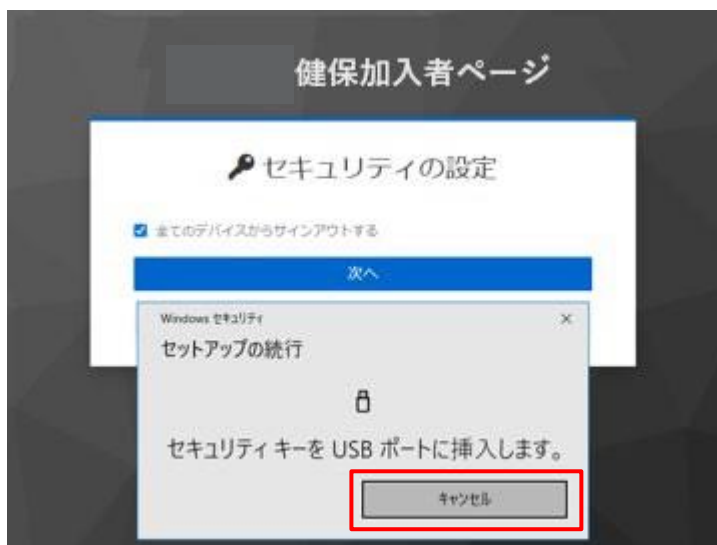 健保加入者ページ
セキュリティの設定
全てのデバイスからサインアウトする
次へ
Windows セキュリティ
セットアップの続行
セキュリティ キーを USB ポートに挿入します。
キャンセル